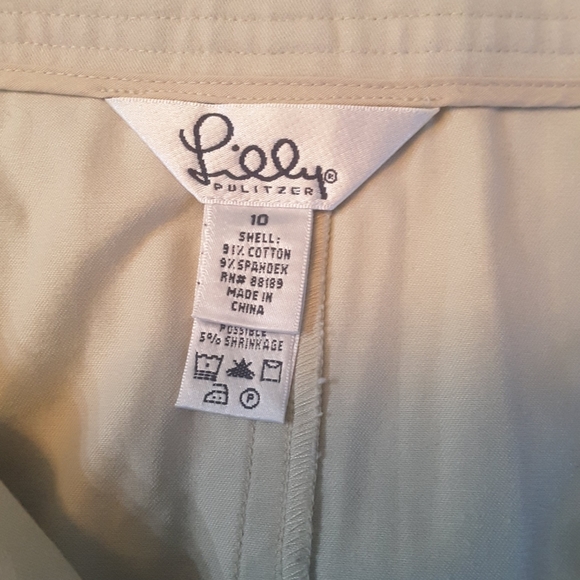 Lilly®
PULITZER
10
SHELL:
91% COTTON
9% SPANDEX
RN# 88189
MADE IN
CHINA
POSSIBLE
5% SHRINKAGE
P